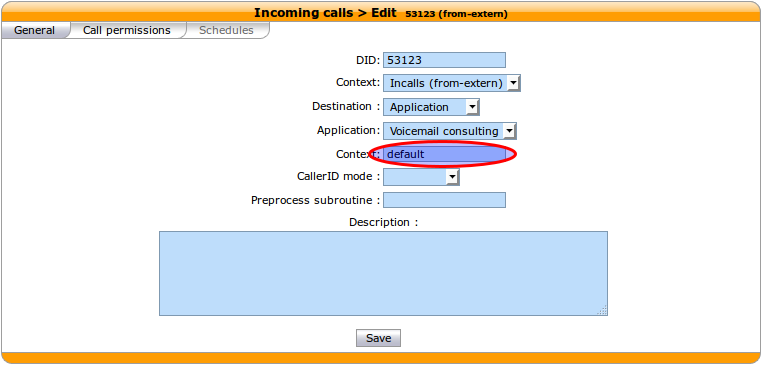 Incoming calls > Edit 53123 (from-extern)
General Call permissions Schedules
DID: 53123
Context: Incalls (from-extern)
Destination : Application
Application: Voicemail consulting
Context: default
CallerID mode :
Preprocess subroutine :
Description :
Save